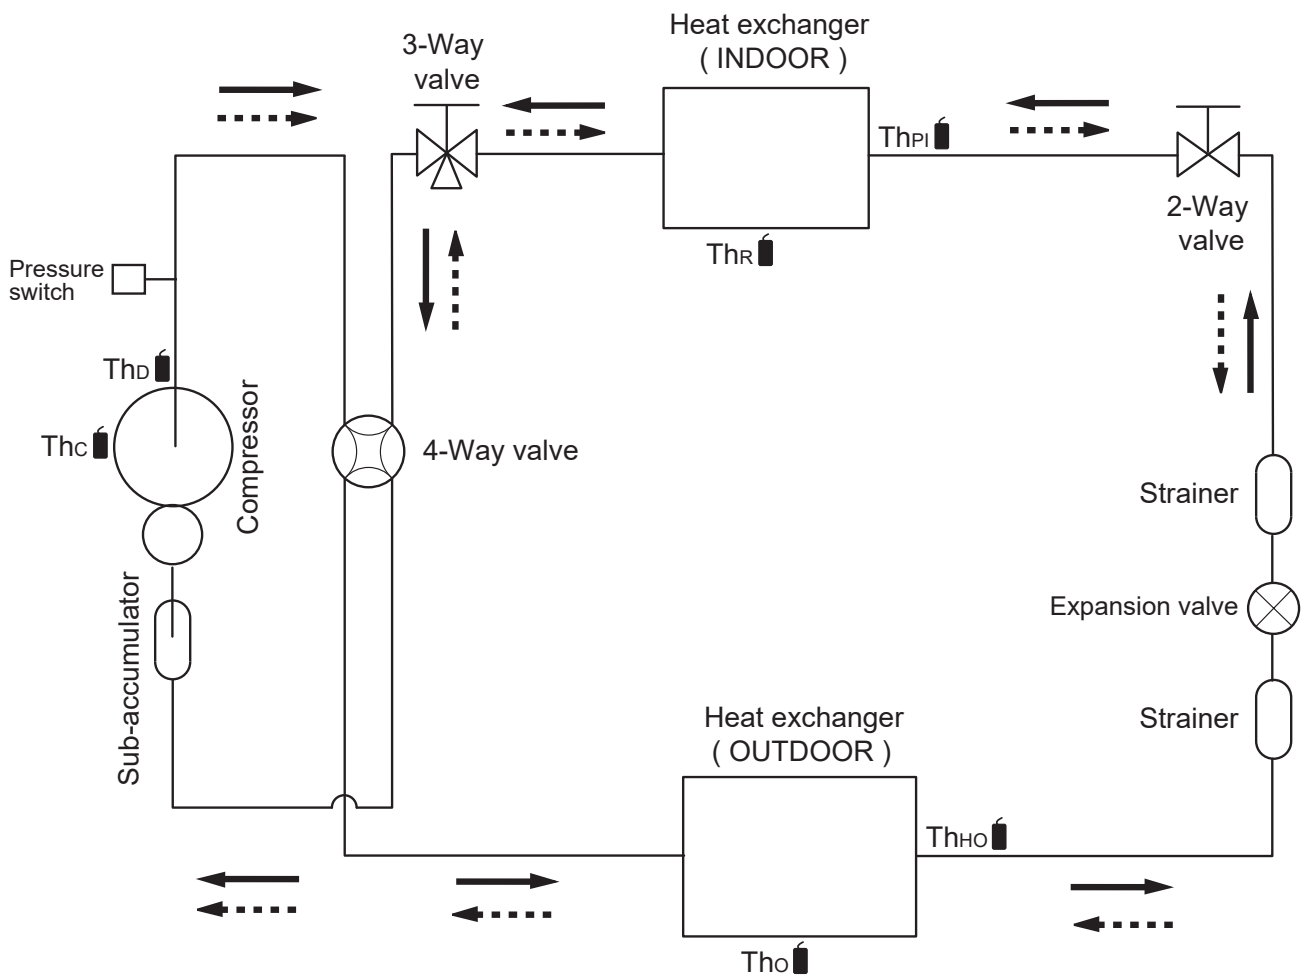 Heat exchanger
( INDOOR )
3-Way
valve
ThPI
2-Way
valve
ThR
Pressure
switch
ThD
ThC
Compressor
4-Way valve
Strainer
Expansion valve
Sub-accumulator
Strainer
Heat exchanger
( OUTDOOR )
ThHO
ThO